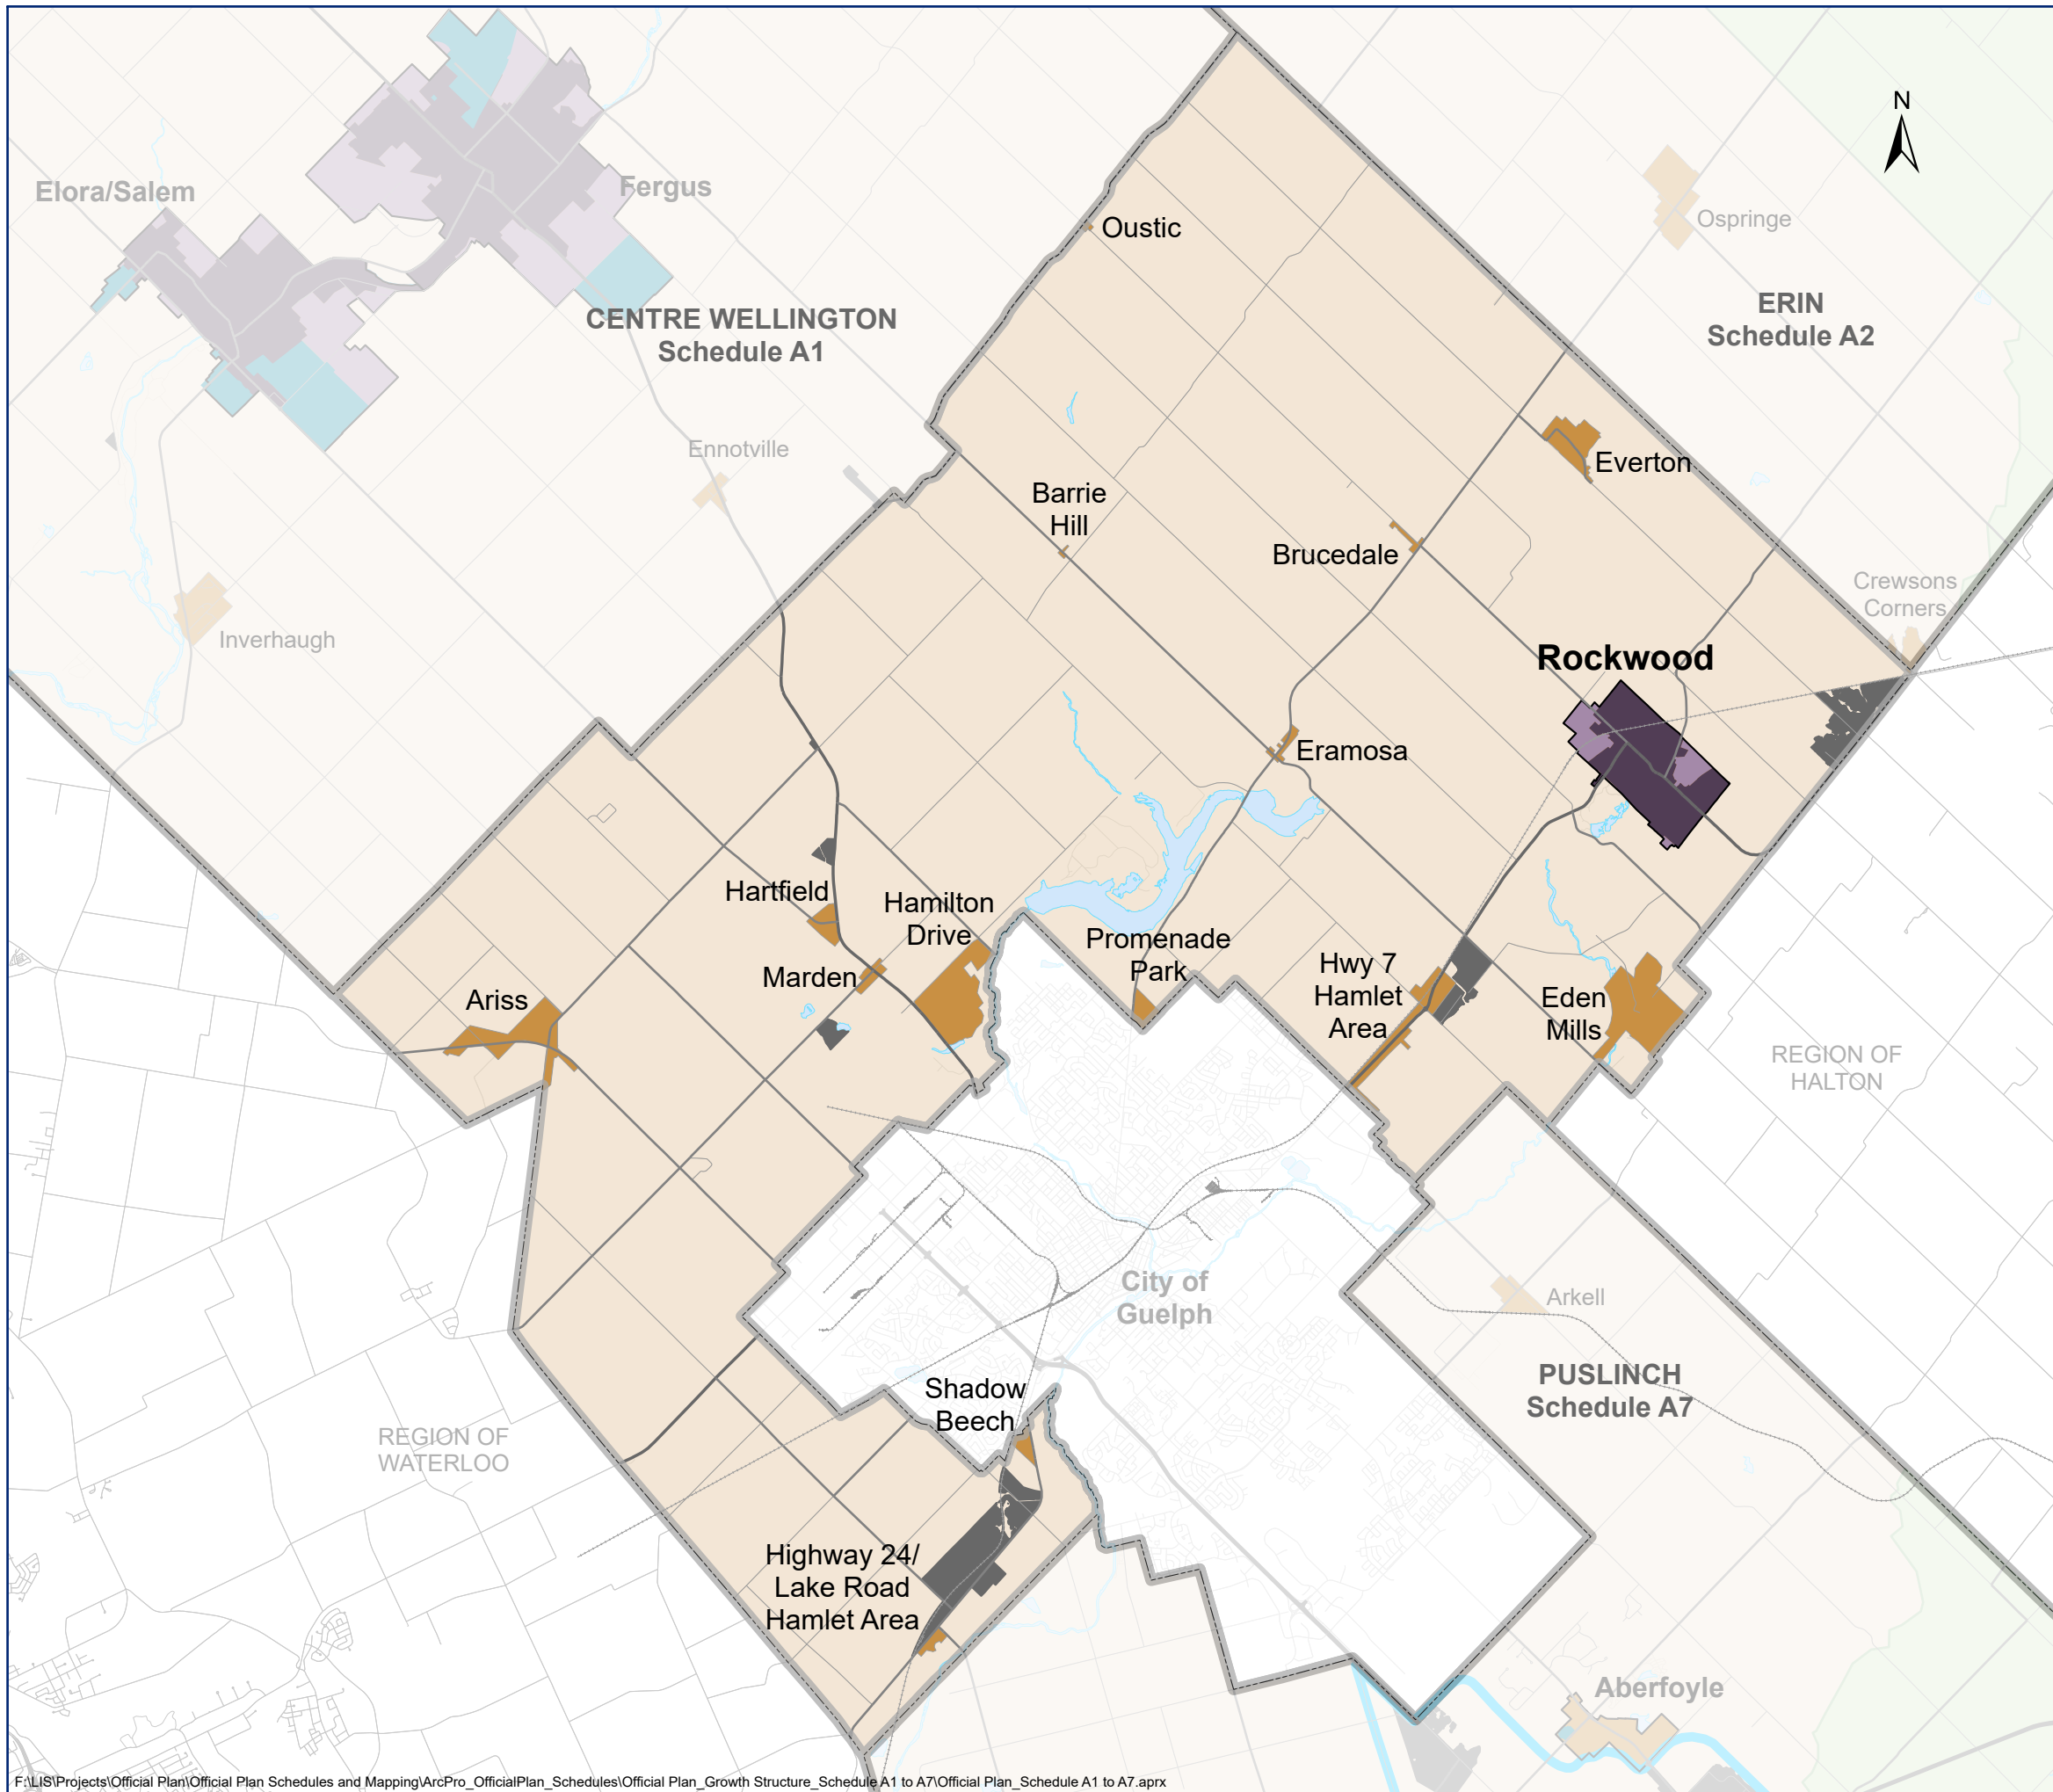 N
Elora/Salem
Fergus
Oustic
Ospringe
CENTRE WELLINGTON
Schedule A1
ERIN
Schedule A2
Ennotville
Everton
Barrie
Hill
Brucedale
Crewsons
Corners
Inverhaugh
Rockwood
Eramosa
Hartfield
Hamilton
Drive
Promenade
Park
Marden
Hwy 7
Hamlet
Area
Ariss
Eden
Mills
REGION OF
HALTON
City of
Guelph
Arkell
PUSLINCH
Schedule A7
Shadow
Beech
REGION OF
WATERLOO
Highway 24/
Lake Road
Hamlet Area
Aberfoyle
F:\LIS\Projects\Official Plan\Official Plan Schedules and Mapping\ArcPro_OfficialPlan_Schedules\Official Plan_Growth Structure_Schedule A1 to A7\Official Plan_Schedule A1 to A7.aprx